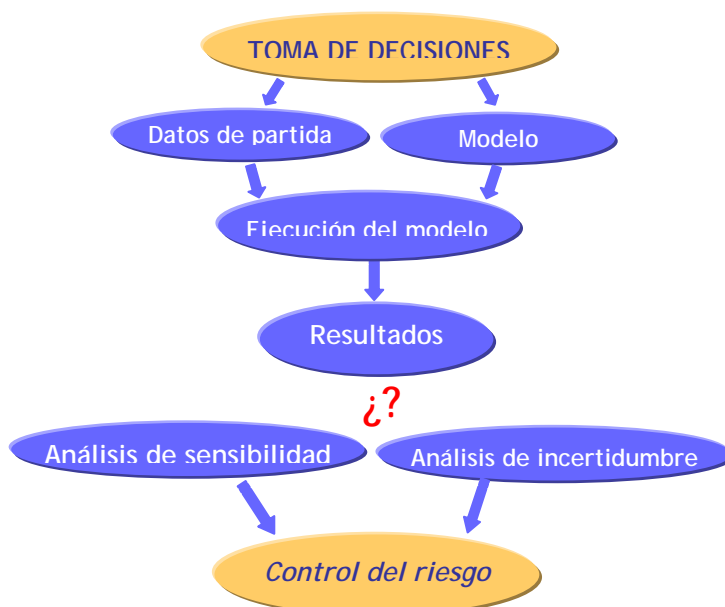 TOMA DE DECISIONES
Datos de partida
Modelo
Ejecución del modelo
Resultados
¿?
Análisis de sensibilidad
Análisis de incertidumbre
Control del riesgo